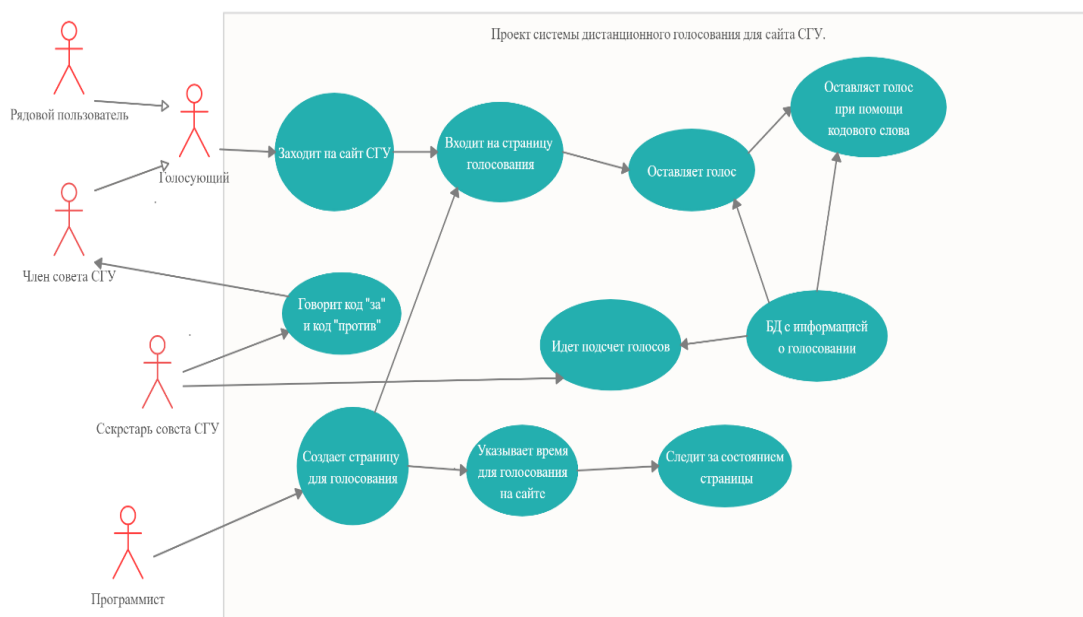 Проект системы дистанционного голосования для сайта СГУ.
Рядовой пользователь
Голосующий
Заходит на сайт СГУ
Входит на страницу
голосования
Оставляет голос
Оставляет голос
при помощи
кодового слова
Член совета СГУ
Говорит код "за"
и код "против"
Идет подсчет голосов
БД с информацией
о голосовании
Секретарь совета СГУ
Создает страницу
для голосования
Указывает время
для голосования
на сайте
Следит за состоянием
страницы
Программист